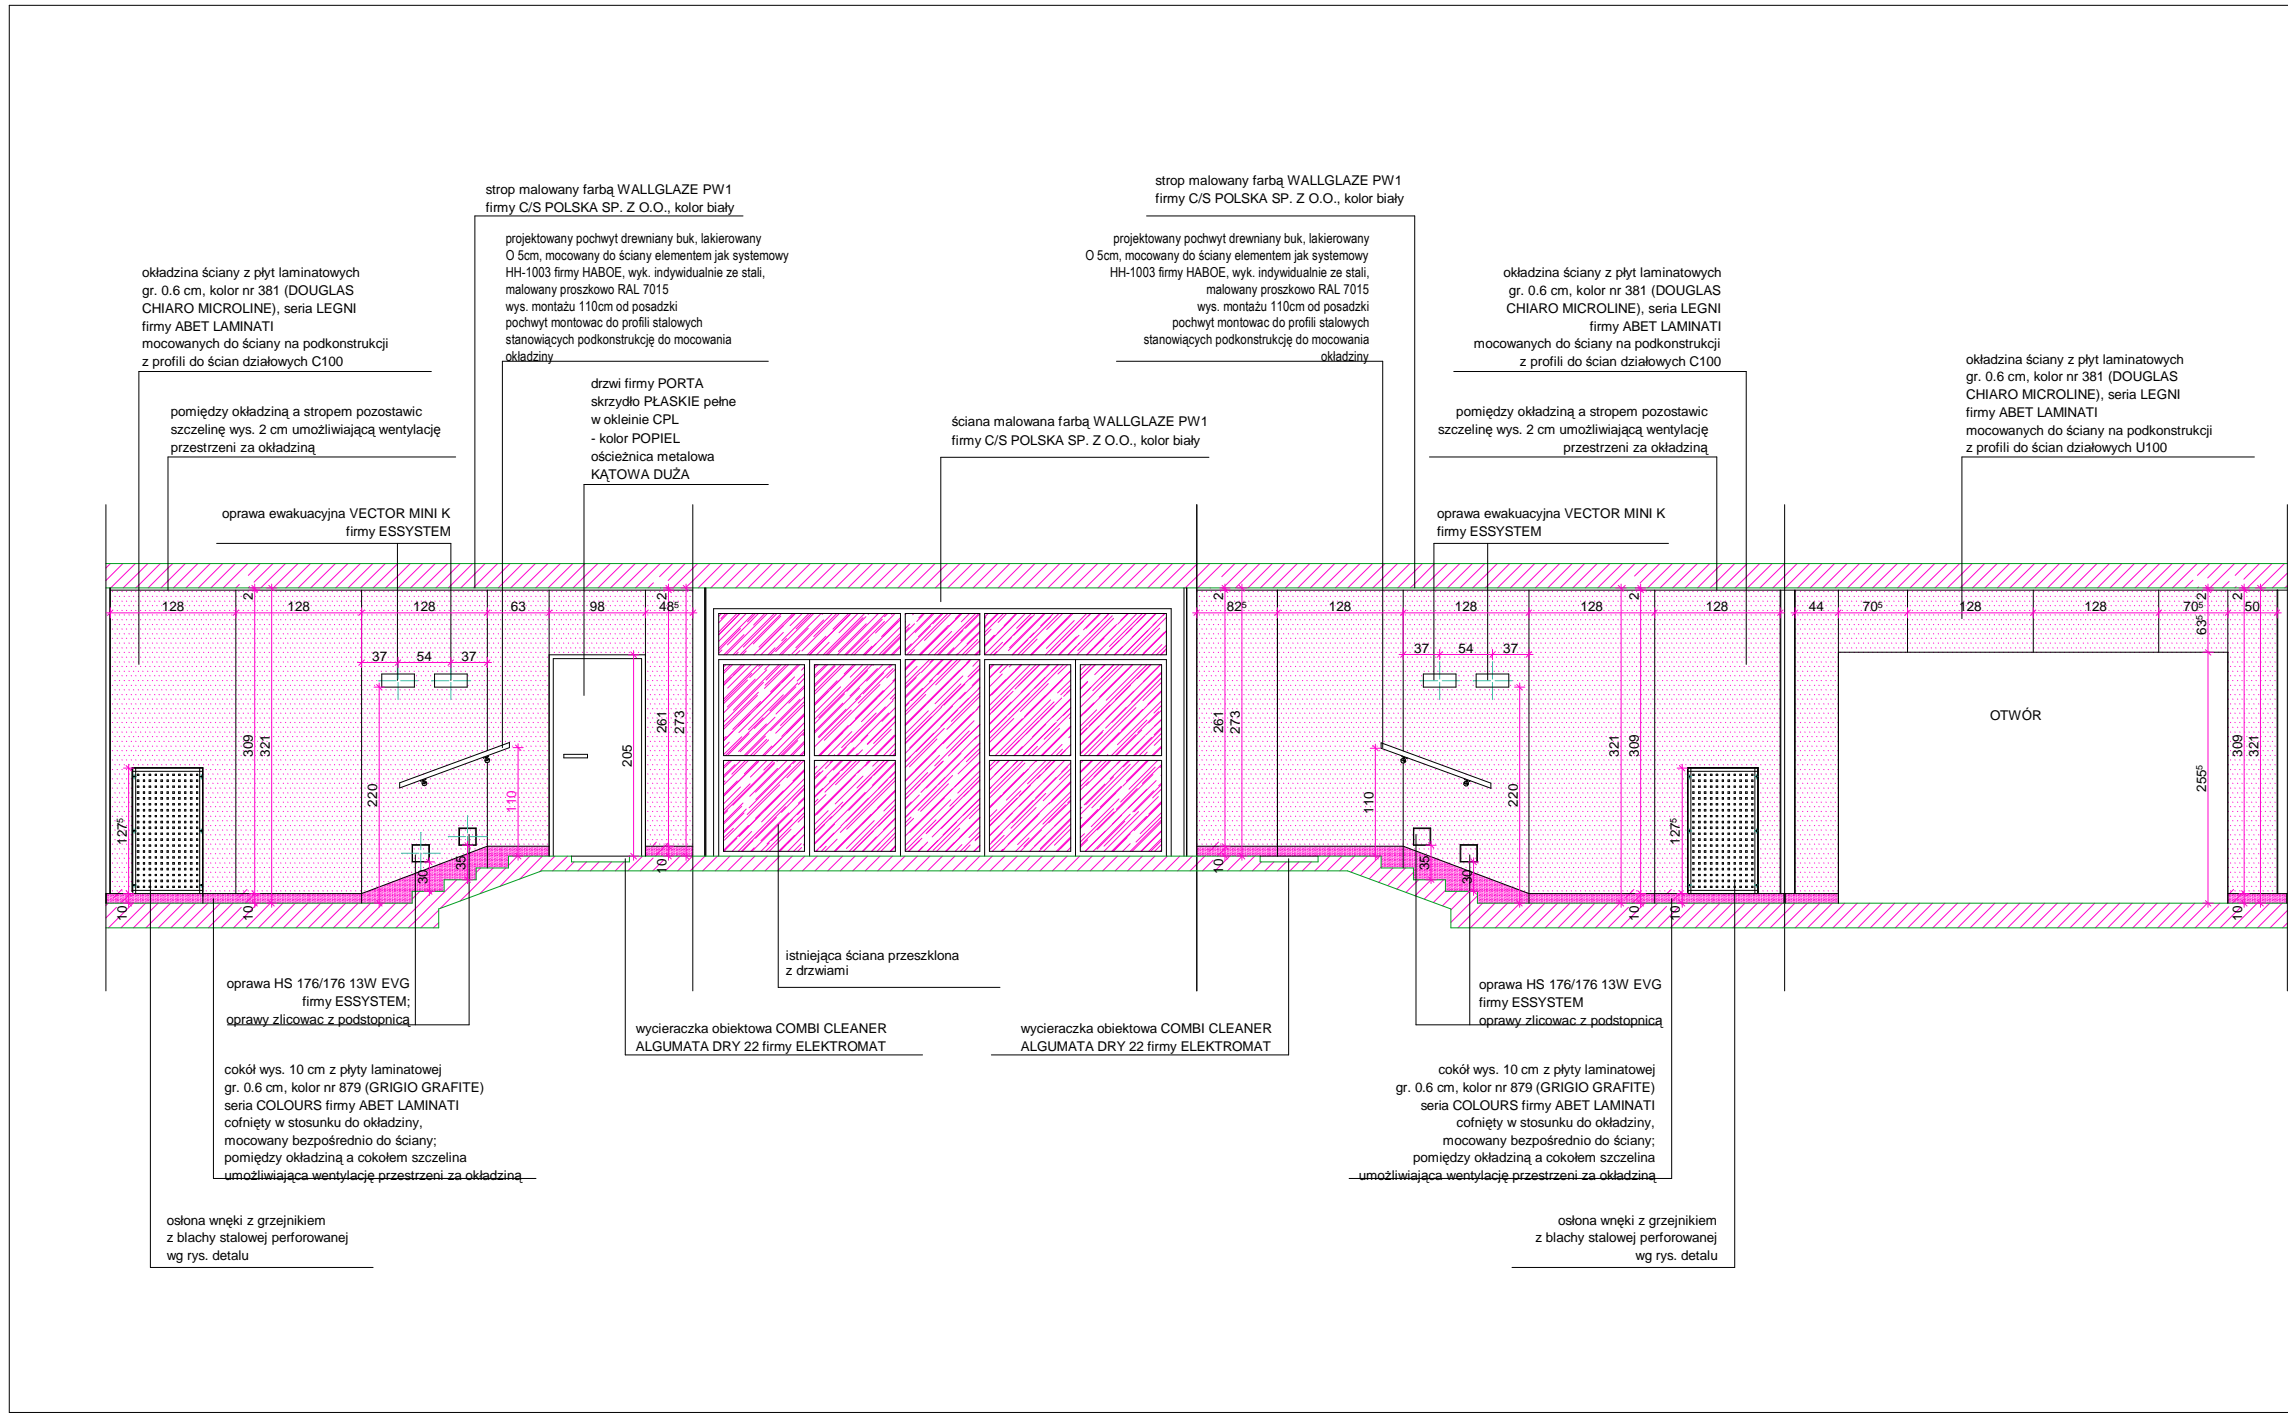 strop malowany farbą WALLGLAZE PW1
firmy C/S POLSKA SP. Z O.O., kolor biały
strop malowany farbą WALLGLAZE PW1
firmy C/S POLSKA SP. Z O.O., kolor biały
projektowany pochwyt drewniany buk, lakierowany
O 5cm, mocowany do ściany elementem jak systemowy
HH-1003 firmy HABOE, wyk. indywidualnie ze stali,
malowany proszkowo RAL 7015
wys. montażu 110cm od posadzki
pochwyt montowac do profili stalowych
stanowiących podkonstrukcję do mocowania
okładziny
projektowany pochwyt drewniany buk, lakierowany
O 5cm, mocowany do ściany elementem jak systemowy
HH-1003 firmy HABOE, wyk. indywidualnie ze stali,
malowany proszkowo RAL 7015
wys. montażu 110cm od posadzki
pochwyt montowac do profili stalowych
stanowiących podkonstrukcję do mocowania
okładziny
okładzina ściany z płyt laminatowych
gr. 0.6 cm, kolor nr 381 (DOUGLAS
CHIARO MICROLINE), seria LEGNI
firmy ABET LAMINATI
mocowanych do ściany na podkonstrukcji
z profili do ścian działowych C100
okładzina ściany z płyt laminatowych
gr. 0.6 cm, kolor nr 381 (DOUGLAS
CHIARO MICROLINE), seria LEGNI
firmy ABET LAMINATI
mocowanych do ściany na podkonstrukcji
z profili do ścian działowych C100
okładzina ściany z płyt laminatowych
gr. 0.6 cm, kolor nr 381 (DOUGLAS
CHIARO MICROLINE), seria LEGNI
firmy ABET LAMINATI
mocowanych do ściany na podkonstrukcji
z profili do ścian działowych U100
drzwi firmy PORTA
skrzydło PŁASKIE pełne
w okleinie CPL
- kolor POPIEL
ościeżnica metalowa
KĄTOWA DUŻA
pomiędzy okładziną a stropem pozostawic
szczelinę wys. 2 cm umożliwiającą wentylację
przestrzeni za okładziną
ściana malowana farbą WALLGLAZE PW1
firmy C/S POLSKA SP. Z O.O., kolor biały
pomiędzy okładziną a stropem pozostawic
szczelinę wys. 2 cm umożliwiającą wentylację
przestrzeni za okładziną
oprawa ewakuacyjna VECTOR MINI K
firmy ESSYSTEM
oprawa ewakuacyjna VECTOR MINI K
firmy ESSYSTEM
128 2 128 128 63 98 2 48⁵
2 82⁵ 128 128 128 2 128 44 70⁵ 128 128 70⁵ 2 2 50
63⁵
37 54 37
37 54 37
309 321 220 110 205 261 273
261 273 110 220 321 309 255⁵ 309 321
OTWÓR
127⁵
127⁵
30 35
35 30
10 10 10
10 10 10 10
istniejąca ściana przeszklona
z drzwiami
oprawa HS 176/176 13W EVG
firmy ESSYSTEM;
oprawy zlicowac z podstopnicą
oprawa HS 176/176 13W EVG
firmy ESSYSTEM
oprawy zlicowac z podstopnicą
wycieraczka obiektowa COMBI CLEANER
ALGUMATA DRY 22 firmy ELEKTROMAT
wycieraczka obiektowa COMBI CLEANER
ALGUMATA DRY 22 firmy ELEKTROMAT
cokół wys. 10 cm z płyty laminatowej
gr. 0.6 cm, kolor nr 879 (GRIGIO GRAFITE)
seria COLOURS firmy ABET LAMINATI
cofnięty w stosunku do okładziny,
mocowany bezpośrednio do ściany;
pomiędzy okładziną a cokołem szczelina
umożliwiająca wentylację przestrzeni za okładziną
cokół wys. 10 cm z płyty laminatowej
gr. 0.6 cm, kolor nr 879 (GRIGIO GRAFITE)
seria COLOURS firmy ABET LAMINATI
cofnięty w stosunku do okładziny,
mocowany bezpośrednio do ściany;
pomiędzy okładziną a cokołem szczelina
umożliwiająca wentylację przestrzeni za okładziną
osłona wnęki z grzejnikiem
z blachy stalowej perforowanej
wg rys. detalu
osłona wnęki z grzejnikiem
z blachy stalowej perforowanej
wg rys. detalu